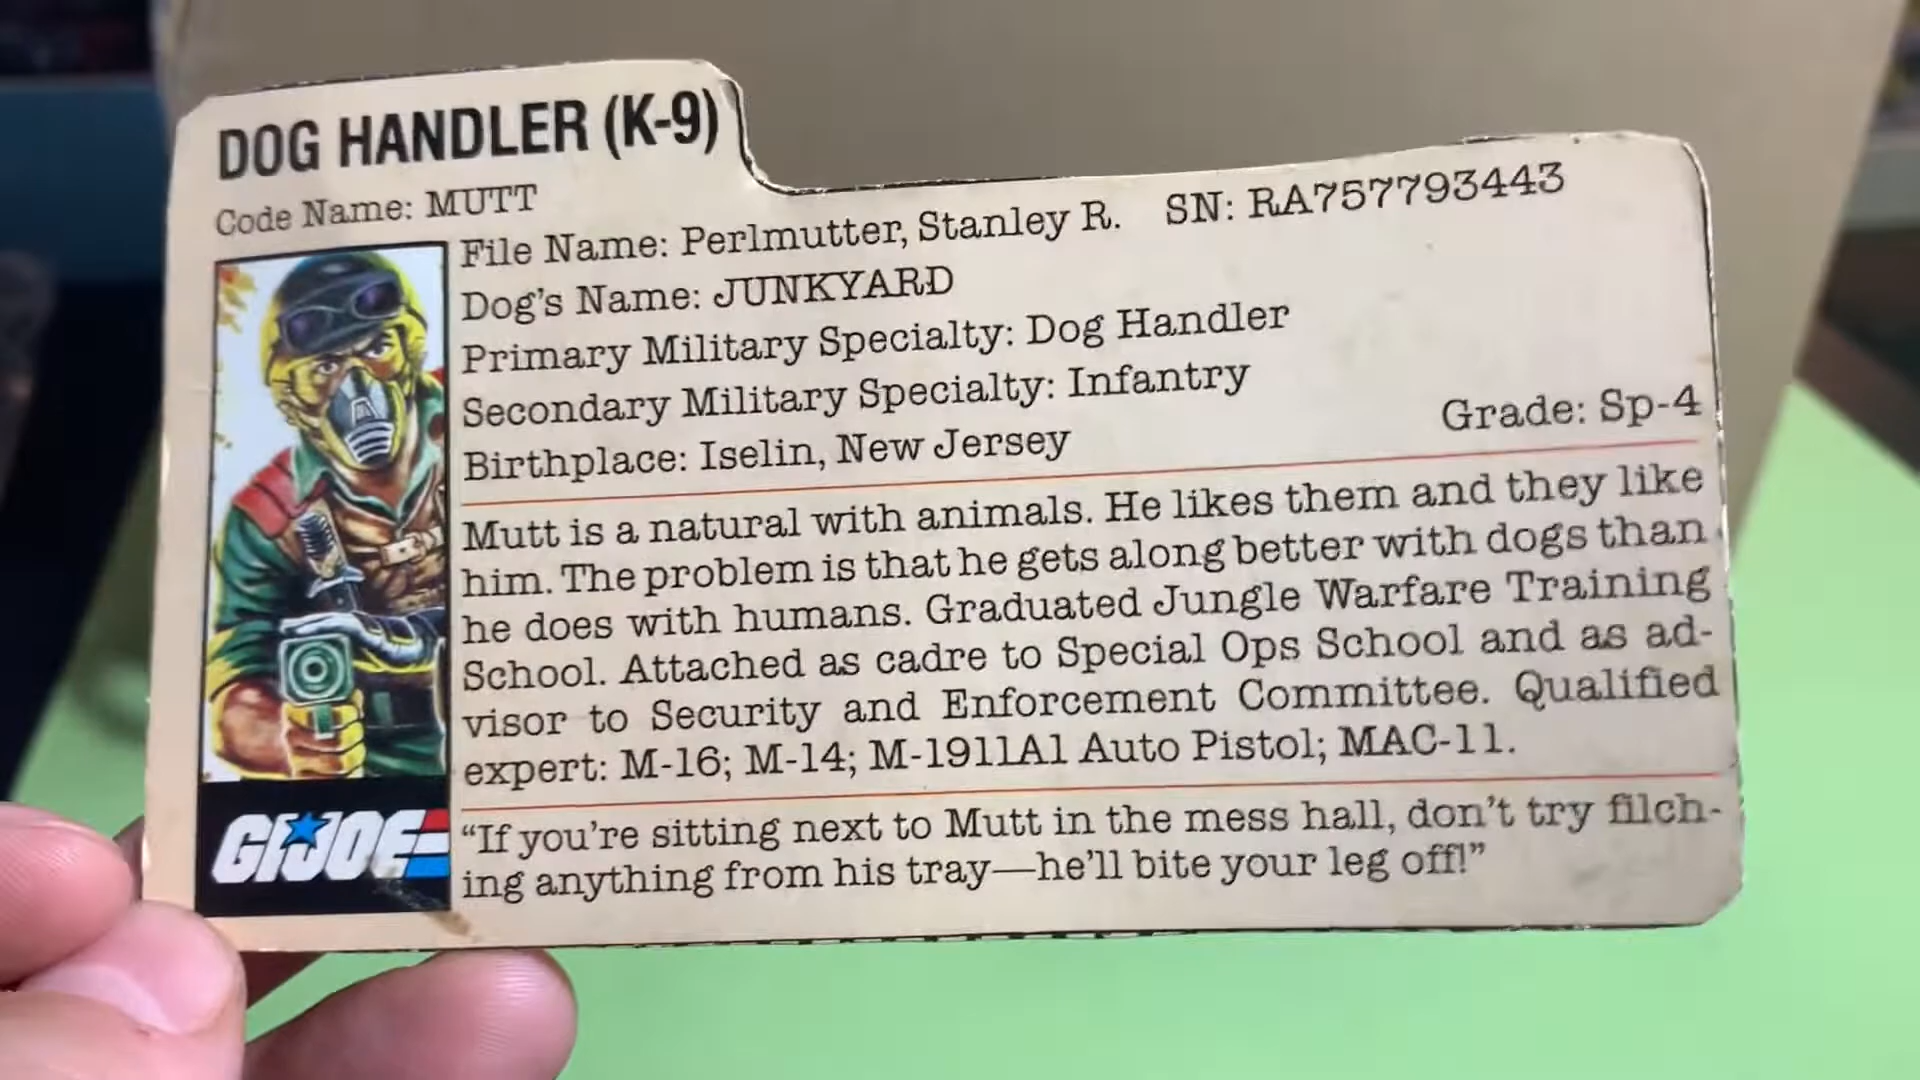 DOG HANDLER (K-9)
Code Name: MUTT
File Name: Perlmutter, Stanley R. SN: RA757793443
Dog's Name: JUNKYARD
Primary Military Specialty: Dog Handler
Secondary Military Specialty: Infantry
Birthplace: Iselin, New Jersey Grade: Sp-4
Mutt is a natural with animals. He likes them and they like
him. The problem is that he gets along better with dogs than
he does with humans. Graduated Jungle Warfare Training
School. Attached as cadre to Special Ops School and as ad-
visor to Security and Enforcement Committee. Qualified
expert: M-16; M-14; M-1911A1 Auto Pistol; MAC-11.
GI JOE
“If you’re sitting next to Mutt in the mess hall, don’t try filch-
ing anything from his tray—he’ll bite your leg off!”